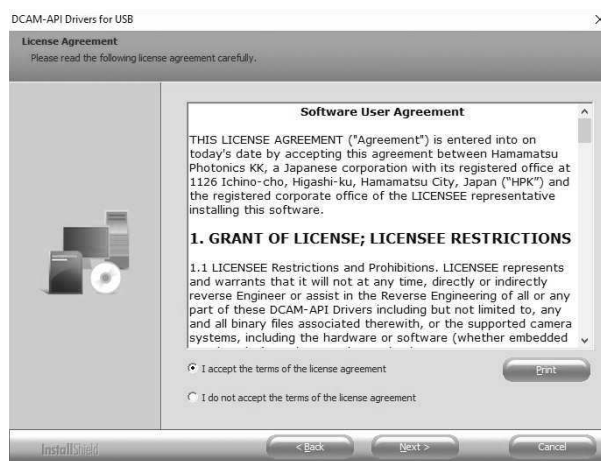 DCAM-API Drivers for USB
License Agreement
Please read the following license agreement carefully.
Software User Agreement
THIS LICENSE AGREEMENT ("Agreement") is entered into on
today's date by accepting this agreement between Hamamatsu
Photonics KK, a Japanese corporation with its registered office at
1126 Ichino-cho, Higashi-ku, Hamamatsu City, Japan ("HPK") and
the registered corporate office of the LICENSEE representative
installing this software.
1. GRANT OF LICENSE; LICENSEE RESTRICTIONS
1.1 LICENSEE Restrictions and Prohibitions. LICENSEE represents
and warrants that it will not at any time, directly or indirectly
reverse Engineer or assist in the Reverse Engineering of all or any
part of these DCAM-API Drivers including but not limited to, any
and all binary files associated therewith, or the supported camera
systems, including the hardware or software (whether embedded
I accept the terms of the license agreement
Print
I do not accept the terms of the license agreement
InstallShield
< Back
Next >
Cancel